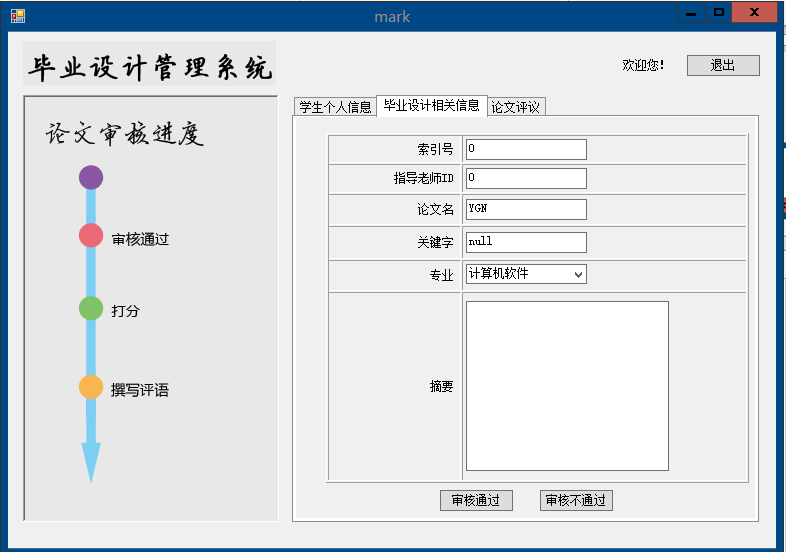 mark
毕业设计管理系统
欢迎您!
退出
论文审核进度
审核通过
打分
撰写评语
学生个人信息
毕业设计相关信息
论文评议
索引号 0
指导老师ID 0
论文名 YGN
关键字 null
专业 计算机软件
摘要
审核通过
审核不通过